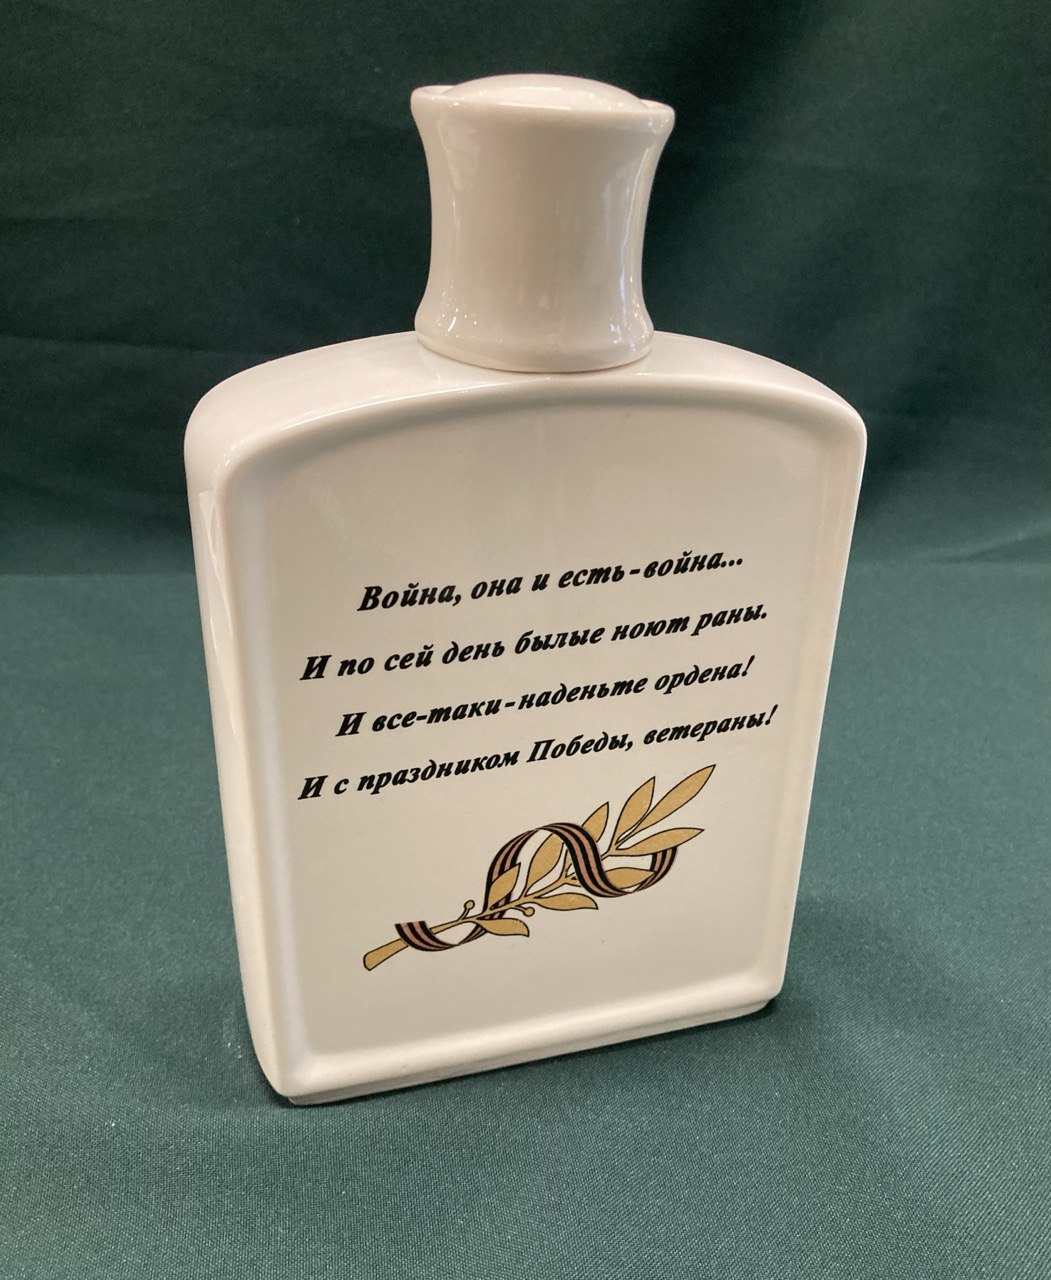 Война, она и есть-война...
И по сей день былые ноют раны.
И все-таки-наденьте ордена!
И с праздником Победы, ветераны!